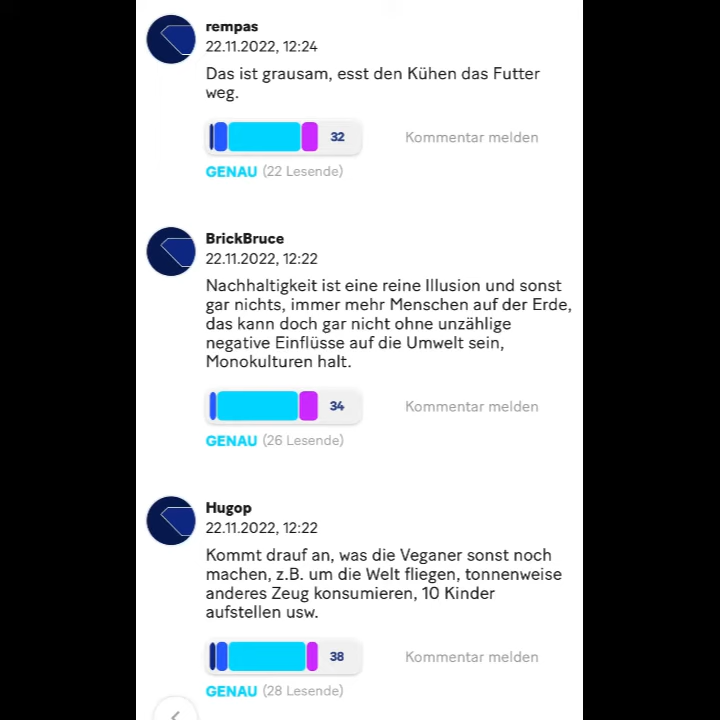 rempas
22.11.2022, 12:24
Das ist grausam, esst den Kühen das Futter
weg.
32
Kommentar melden
GENAU (22 Lesende)
BrickBruce
22.11.2022, 12:22
Nachhaltigkeit ist eine reine Illusion und sonst
gar nichts, immer mehr Menschen auf der Erde,
das kann doch gar nicht ohne unzählige
negative Einflüsse auf die Umwelt sein,
Monokulturen halt.
34
Kommentar melden
GENAU (26 Lesende)
Hugop
22.11.2022, 12:22
Kommt drauf an, was die Veganer sonst noch
machen, z.B. um die Welt fliegen, tonnenweise
anderes Zeug konsumieren, 10 Kinder
aufstellen usw.
38
Kommentar melden
GENAU (28 Lesende)